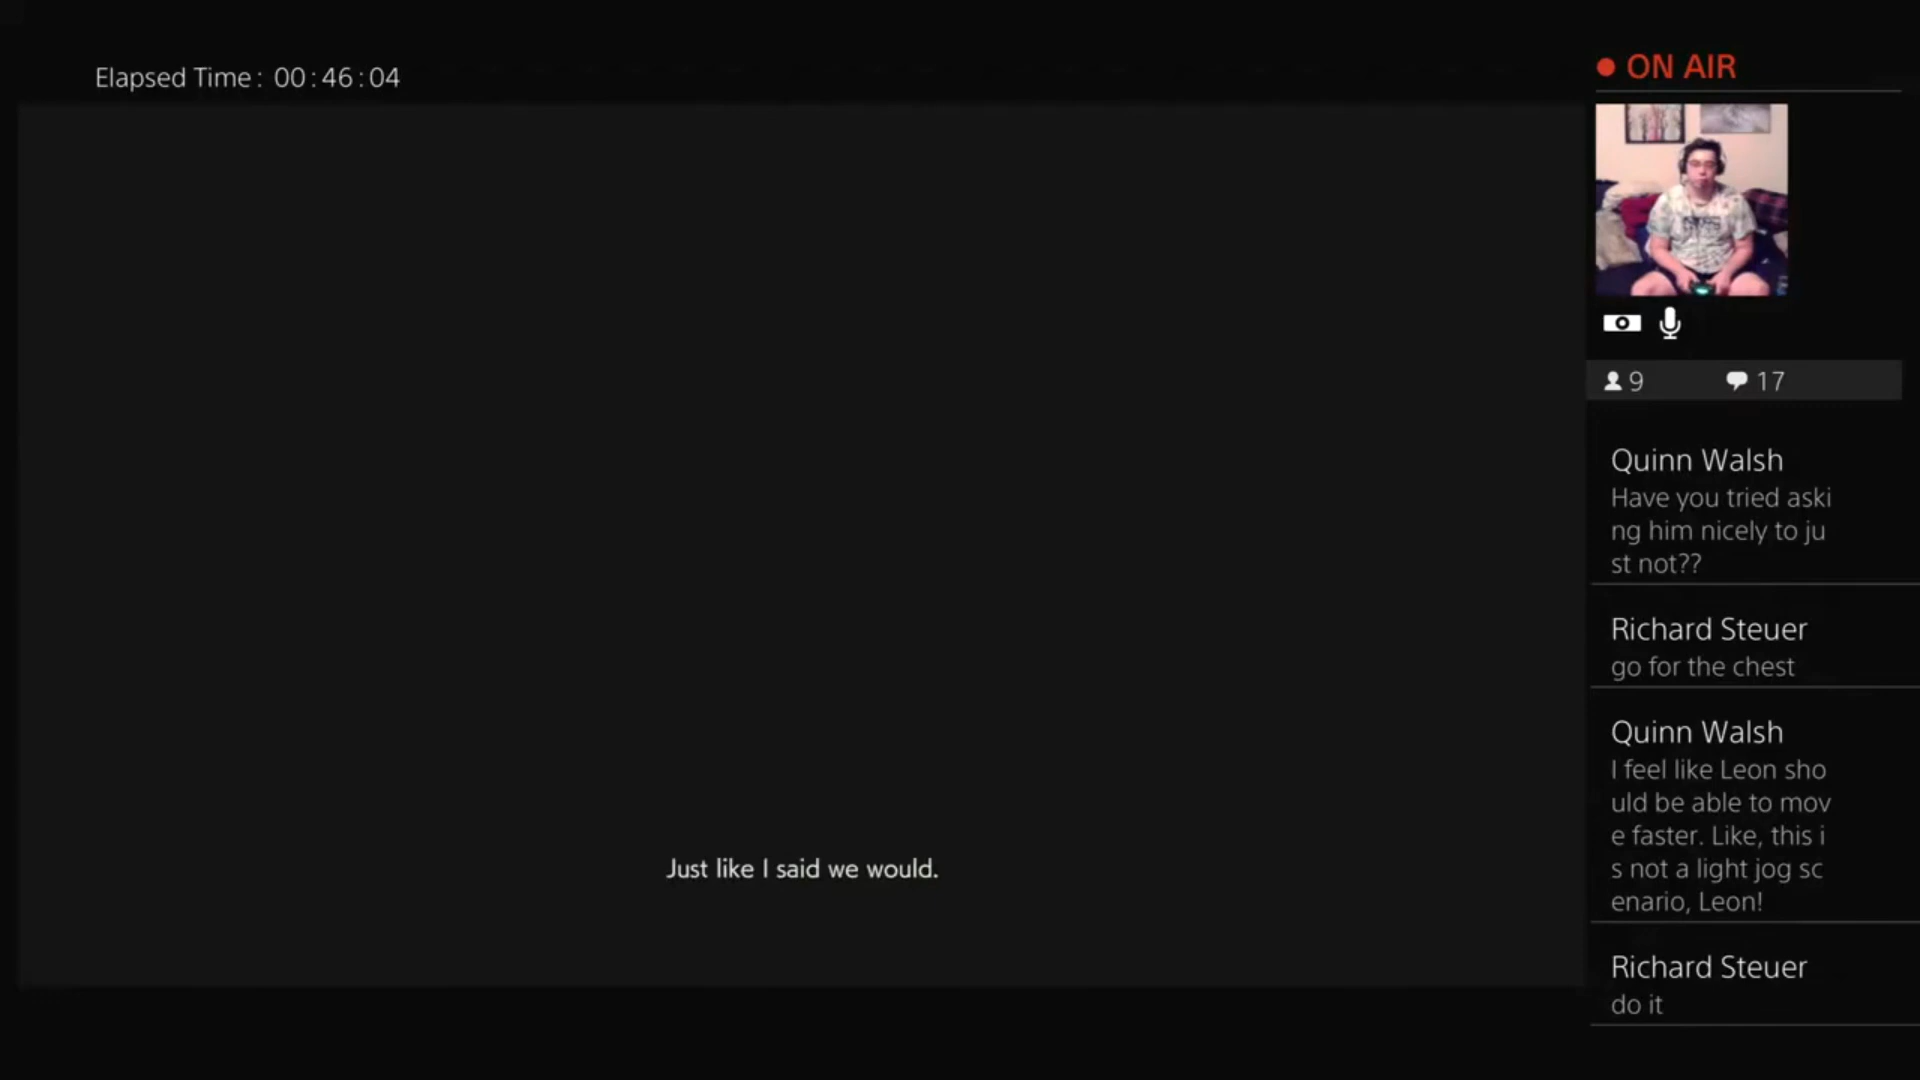 Elapsed Time: 00:46:04
ON AIR
9
17
Quinn Walsh
Have you tried aski
ng him nicely to ju
st not??
Richard Steuer
go for the chest
Quinn Walsh
I feel like Leon sho
uld be able to mov
e faster. Like, this i
s not a light jog sc
enario, Leon!
Richard Steuer
do it
Just like I said we would.